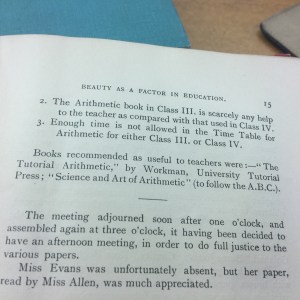 BEAUTY AS A FACTOR IN EDUCATION. 15
2. The Arithmetic book in Class III. is scarcely any help
to the teacher as compared with that used in Class IV.
3. Enough time is not allowed in the Time Table for
Arithmetic for either Class III. or Class IV.
Books recommended as useful to teachers were :—"The
Tutorial Arithmetic," by Workman, University Tutorial
Press; "Science and Art of Arithmetic" (to follow the A.B.C.).
The meeting adjourned soon after one o'clock, and
assembled again at three o'clock, it having been decided to
have an afternoon meeting, in order to do full justice to the
various papers.
Miss Evans was unfortunately absent, but her paper,
read by Miss Allen, was much appreciated.